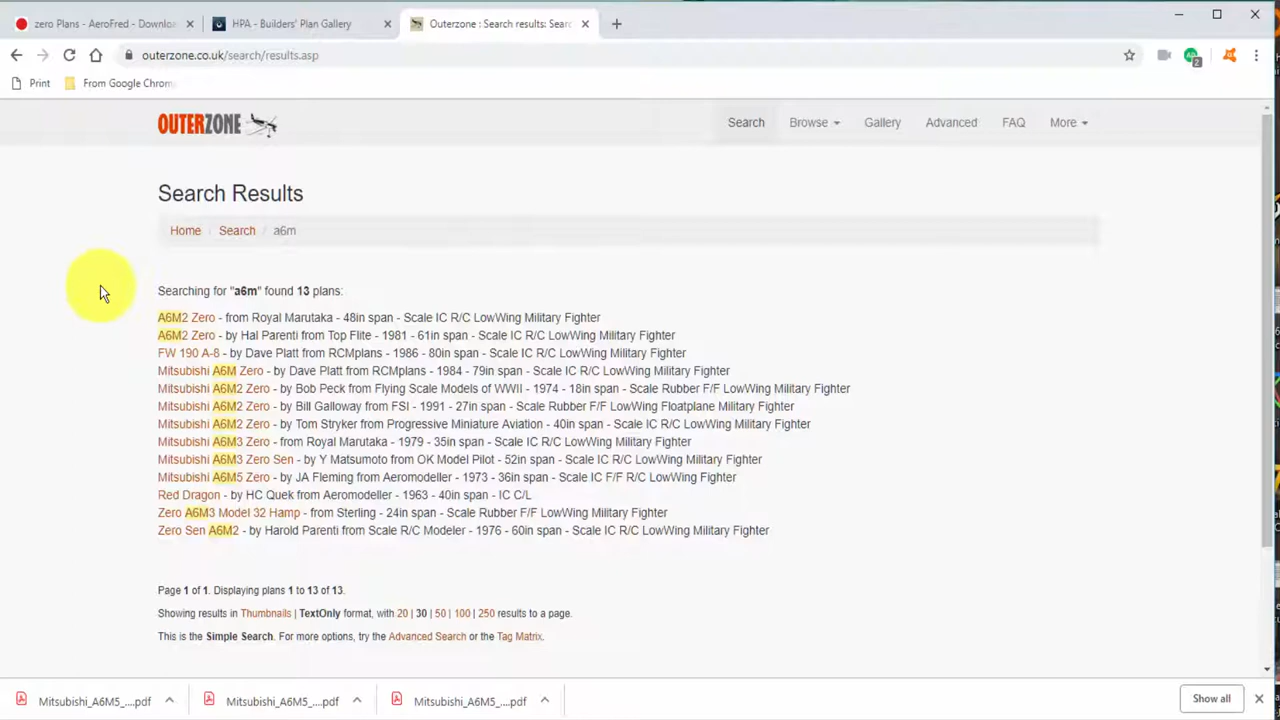 zero Plans - AeroFred - Downloa
HPA - Builders' Plan Gallery
Outerzone : Search results: Searc
outerzone.co.uk/search/results.asp
2
Print
From Google Chrom
OUTERZONE
Search
Browse
Gallery
Advanced
FAQ
More
Search Results
Home / Search / a6m
Searching for "a6m" found 13 plans:
A6M2 Zero - from Royal Marutaka - 48in span - Scale IC R/C LowWing Military Fighter
A6M2 Zero - by Hal Parenti from Top Flite - 1981 - 61in span - Scale IC R/C LowWing Military Fighter
FW 190 A-8 - by Dave Platt from RCMplans - 1986 - 80in span - Scale IC R/C LowWing Military Fighter
Mitsubishi A6M Zero - by Dave Platt from RCMplans - 1984 - 79in span - Scale IC R/C LowWing Military Fighter
Mitsubishi A6M2 Zero - by Bob Peck from Flying Scale Models of WWII - 1974 - 18in span - Scale Rubber F/F LowWing Military Fighter
Mitsubishi A6M2 Zero - by Bill Galloway from FSI - 1991 - 27in span - Scale Rubber F/F LowWing Floatplane Military Fighter
Mitsubishi A6M2 Zero - by Tom Stryker from Progressive Miniature Aviation - 40in span - Scale IC R/C LowWing Military Fighter
Mitsubishi A6M3 Zero - from Royal Marutaka - 1979 - 35in span - Scale IC R/C LowWing Military Fighter
Mitsubishi A6M3 Zero Sen - by Y Matsumoto from OK Model Pilot - 52in span - Scale IC R/C LowWing Military Fighter
Mitsubishi A6M5 Zero - by JA Fleming from Aeromodeller - 1973 - 36in span - Scale IC F/F R/C LowWing Military Fighter
Red Dragon - by HC Quek from Aeromodeller - 1963 - 40in span - IC C/L
Zero A6M3 Model 32 Hamp - from Sterling - 24in span - Scale Rubber F/F LowWing Military Fighter
Zero Sen A6M2 - by Harold Parenti from Scale R/C Modeler - 1976 - 60in span - Scale IC R/C LowWing Military Fighter
Page 1 of 1. Displaying plans 1 to 13 of 13.
Showing results in Thumbnails | TextOnly format, with 20 | 30 | 50 | 100 | 250 results to a page.
This is the Simple Search. For more options, try the Advanced Search or the Tag Matrix.
Mitsubishi_A6M5_....pdf
Mitsubishi_A6M5_....pdf
Mitsubishi_A6M5_....pdf
Show all